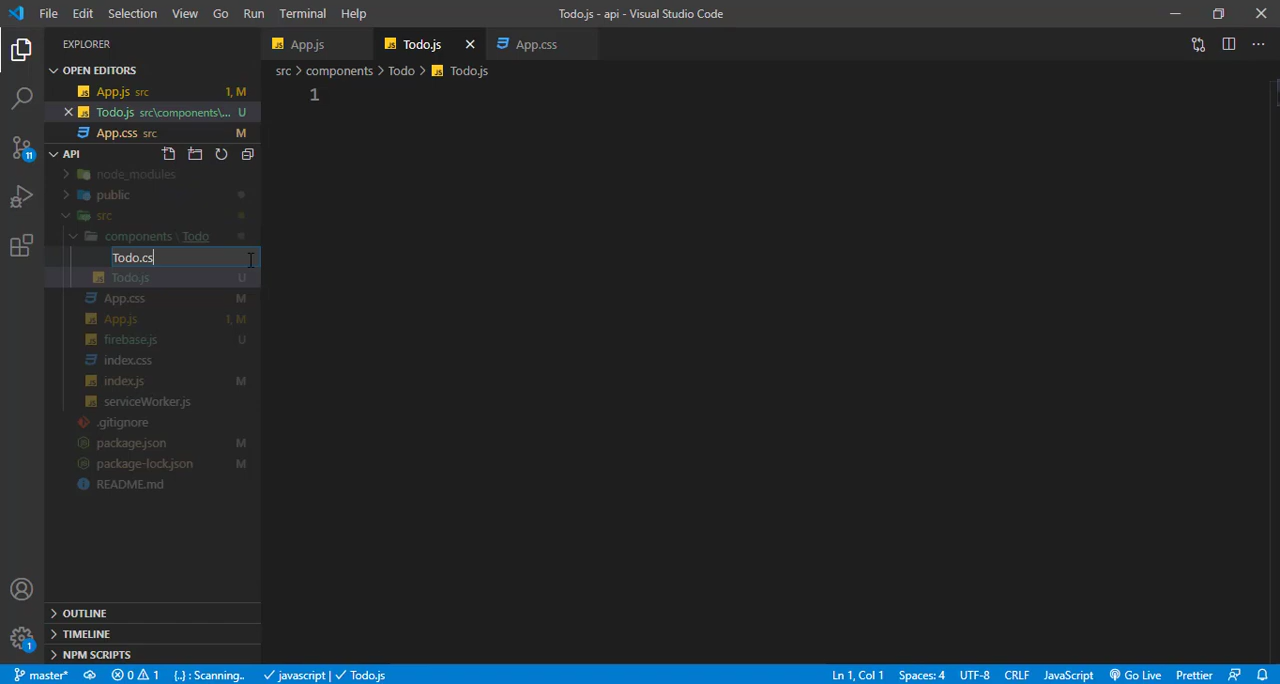 File Edit Selection View Go Run Terminal Help
Todo.js - api - Visual Studio Code
EXPLORER
App.js
Todo.js
App.css
OPEN EDITORS
src > components > Todo > Todo.js
App.js src 1, M
Todo.js src\components\... U
App.css src M
1
API
node_modules
public
src
components \ Todo
Todo.cs
Todo.js U
App.css M
App.js 1, M
firebase.js U
index.css
index.js M
serviceWorker.js
.gitignore
package.json M
package-lock.json M
README.md
11
OUTLINE
TIMELINE
NPM SCRIPTS
1
master* 0 1 {..} : Scanning.. javascript | Todo.js Ln 1, Col 1 Spaces: 4 UTF-8 CRLF JavaScript Go Live Prettier